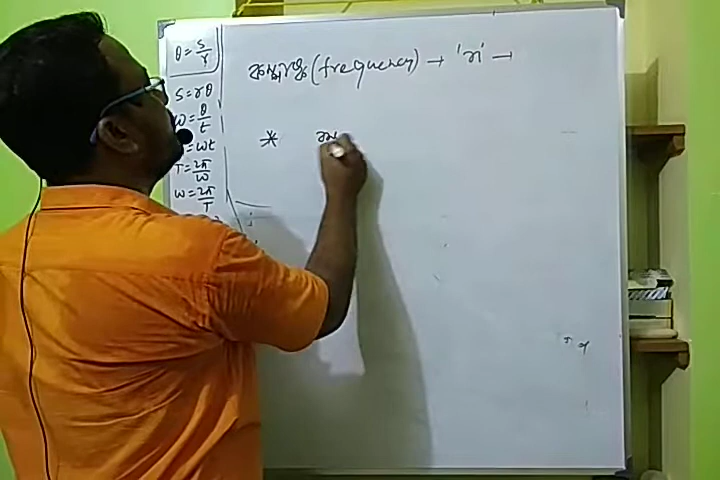 θ = s/r
s = rθ
ω = θ/t
= ωt
T = 2π/ω
ω = 2π/T
কম্পাঙ্ক (frequency) → 'n' →
*